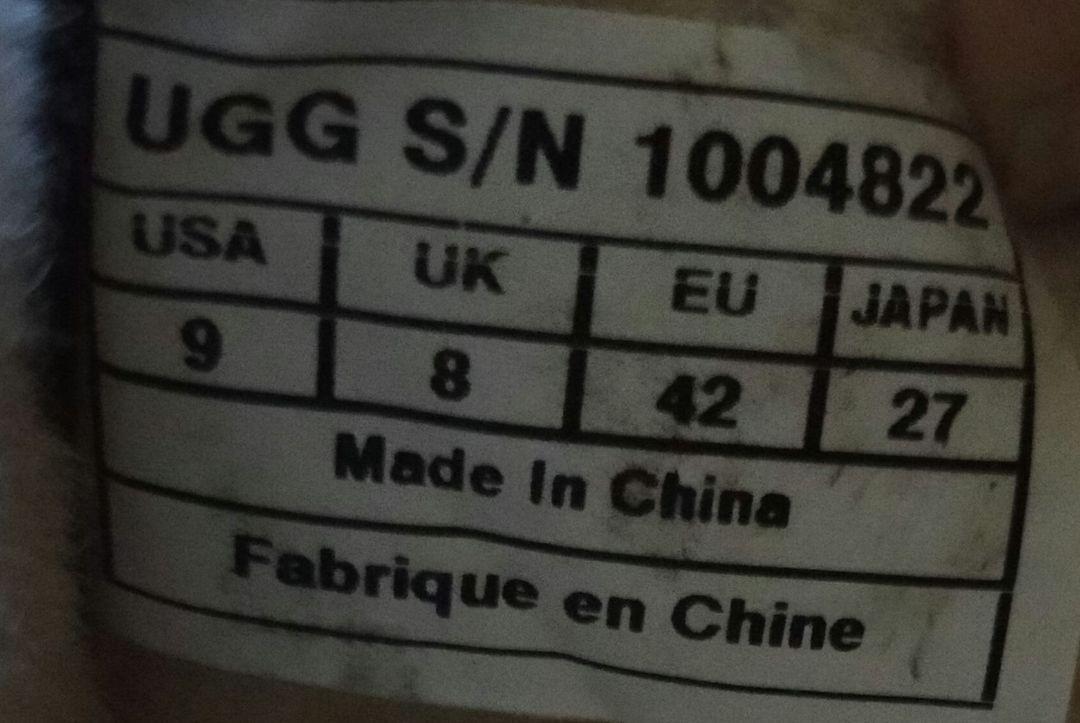 UGG S/N 1004822
USA UK EU JAPAN
9 8 42 27
Made In China
Fabrique en Chine